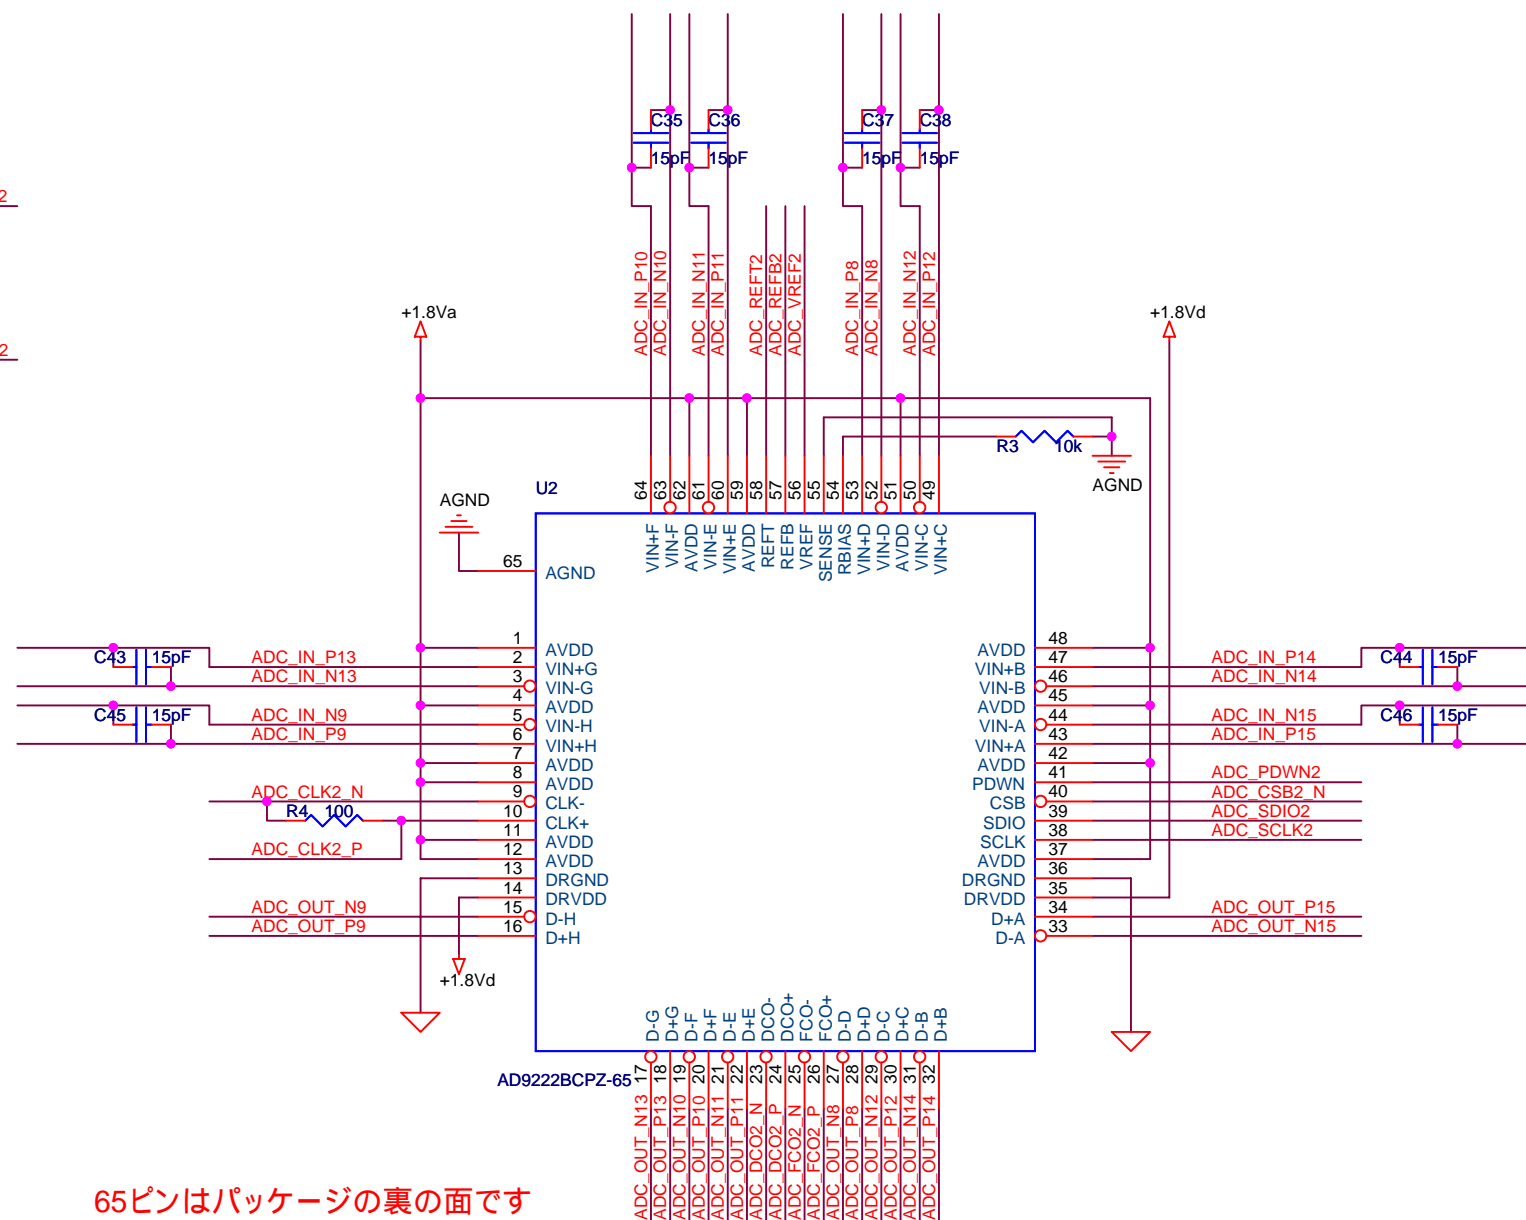 C35
C36
C37
C38
15pF
15pF
15pF
15pF
2
2
ADC_IN_P10
ADC_IN_N10
ADC_IN_N11
ADC_IN_P11
ADC_REFT2
ADC_REFB2
ADC_VREF2
ADC_IN_P8
ADC_IN_N8
ADC_IN_N12
ADC_IN_P12
+1.8Va
+1.8Vd
R3
10k
AGND
AGND
U2
64
63
62
61
60
59
58
57
56
55
54
53
52
51
50
49
VIN+F
VIN-F
AVDD
VIN-E
VIN+E
AVDD
REFT
REFB
VREF
SENSE
RBIAS
VIN+D
VIN-D
AVDD
VIN-C
VIN+C
65
AGND
1 AVDD
2 VIN+G
3 VIN-G
4 AVDD
5 VIN-H
6 VIN+H
7 AVDD
8 AVDD
9 CLK-
10 CLK+
11 AVDD
12 AVDD
13 DRGND
14 DRVDD
15 D-H
16 D+H
C43 15pF
ADC_IN_P13
ADC_IN_N13
C45 15pF
ADC_IN_N9
ADC_IN_P9
ADC_CLK2_N
R4 100
ADC_CLK2_P
ADC_OUT_N9
ADC_OUT_P9
+1.8Vd
AVDD 48
VIN+B 47
VIN-B 46
AVDD 45
VIN-A 44
VIN+A 43
AVDD 42
PDWN 41
CSB 40
SDIO 39
SCLK 38
AVDD 37
DRGND 36
DRVDD 35
D+A 34
D-A 33
ADC_IN_P14
ADC_IN_N14
C44 15pF
ADC_IN_N15
ADC_IN_P15
C46 15pF
ADC_PDWN2
ADC_CSB2_N
ADC_SDIO2
ADC_SCLK2
ADC_OUT_P15
ADC_OUT_N15
D-G
D+G
D-F
D+F
D-E
D+E
DCO-
DCO+
FCO-
FCO+
D-D
D+D
D-C
D+C
D-B
D+B
AD9222BCPZ-65
17
18
19
20
21
22
23
24
25
26
27
28
29
30
31
32
ADC_OUT_N13
ADC_OUT_P13
ADC_OUT_N10
ADC_OUT_P10
ADC_OUT_N11
ADC_OUT_P11
ADC_DCO2_N
ADC_DCO2_P
ADC_FCO2_N
ADC_FCO2_P
ADC_OUT_N8
ADC_OUT_P8
ADC_OUT_N12
ADC_OUT_P12
ADC_OUT_N14
ADC_OUT_P14
65ピンはパッケージの裏の面です